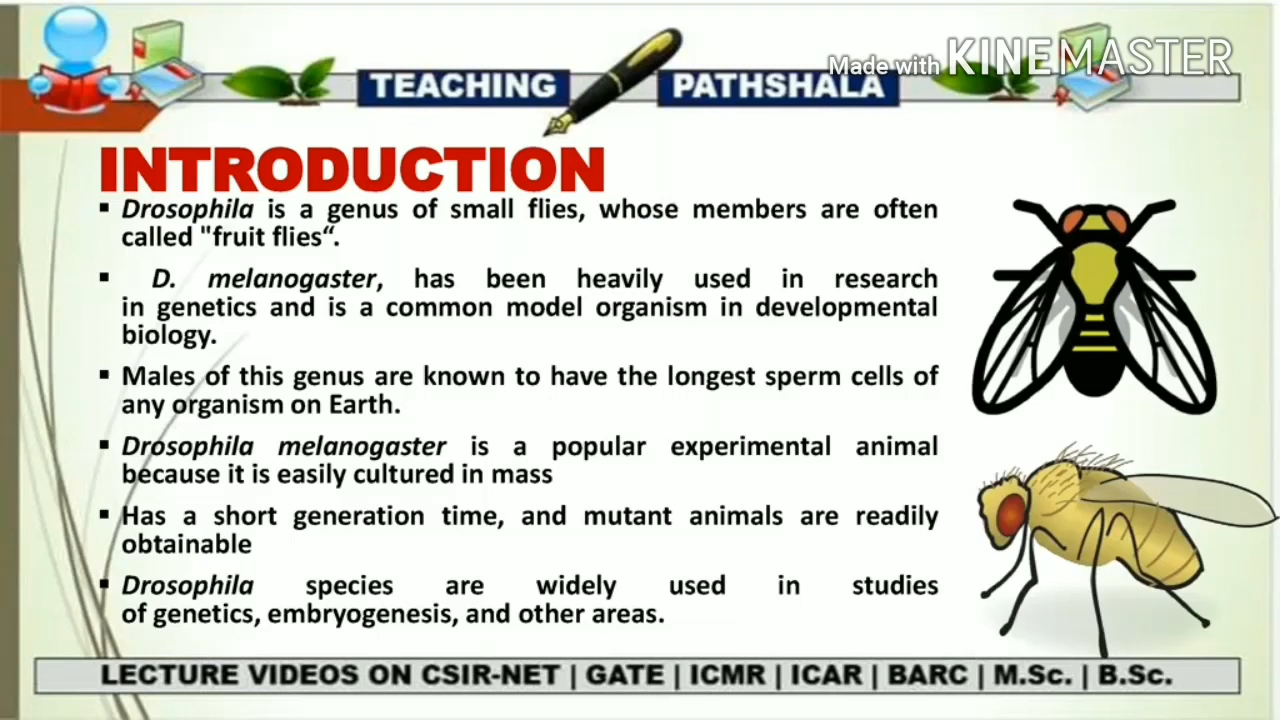 Made with KINEMASTER
TEACHING PATHSHALA
INTRODUCTION
▪ Drosophila is a genus of small flies, whose members are often
called "fruit flies“.
▪ D. melanogaster, has been heavily used in research
in genetics and is a common model organism in developmental
biology.
▪ Males of this genus are known to have the longest sperm cells of
any organism on Earth.
▪ Drosophila melanogaster is a popular experimental animal
because it is easily cultured in mass
▪ Has a short generation time, and mutant animals are readily
obtainable
▪ Drosophila species are widely used in studies
of genetics, embryogenesis, and other areas.
LECTURE VIDEOS ON CSIR-NET | GATE | ICMR | ICAR | BARC | M.Sc. | B.Sc.